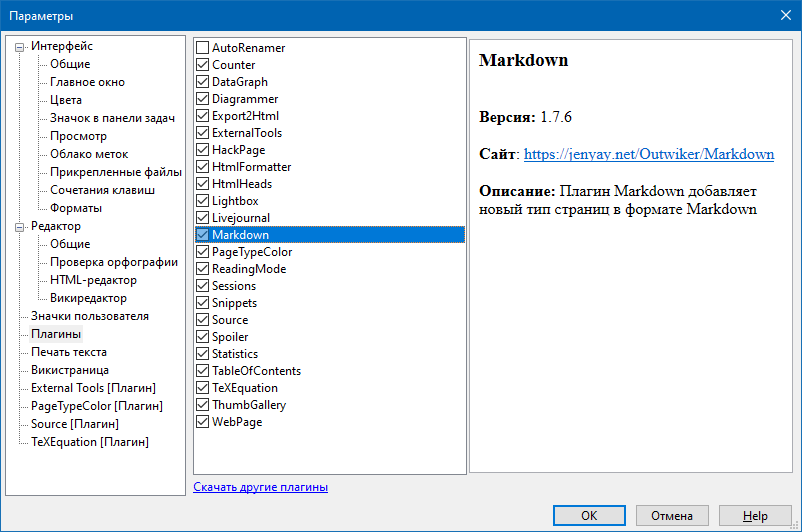 Параметры
Интерфейс
Общие
Главное окно
Цвета
Значок в панели задач
Просмотр
Облако меток
Прикрепленные файлы
Сочетания клавиш
Форматы
Редактор
Общие
Проверка орфографии
HTML-редактор
Викиредактор
Значки пользователя
Плагины
Печать текста
Викистраница
External Tools [Плагин]
PageTypeColor [Плагин]
Source [Плагин]
TeXEquation [Плагин]
AutoRenamer
Counter
DataGraph
Diagrammer
Export2Html
ExternalTools
HackPage
HtmlFormatter
HtmlHeads
Lightbox
Livejournal
Markdown
PageTypeColor
ReadingMode
Sessions
Snippets
Source
Spoiler
Statistics
TableOfContents
TeXEquation
ThumbGallery
WebPage
Скачать другие плагины
Markdown
Версия: 1.7.6
Сайт: https://jenyay.net/Outwiker/Markdown
Описание: Плагин Markdown добавляет
новый тип страниц в формате Markdown
OK
Отмена
Help